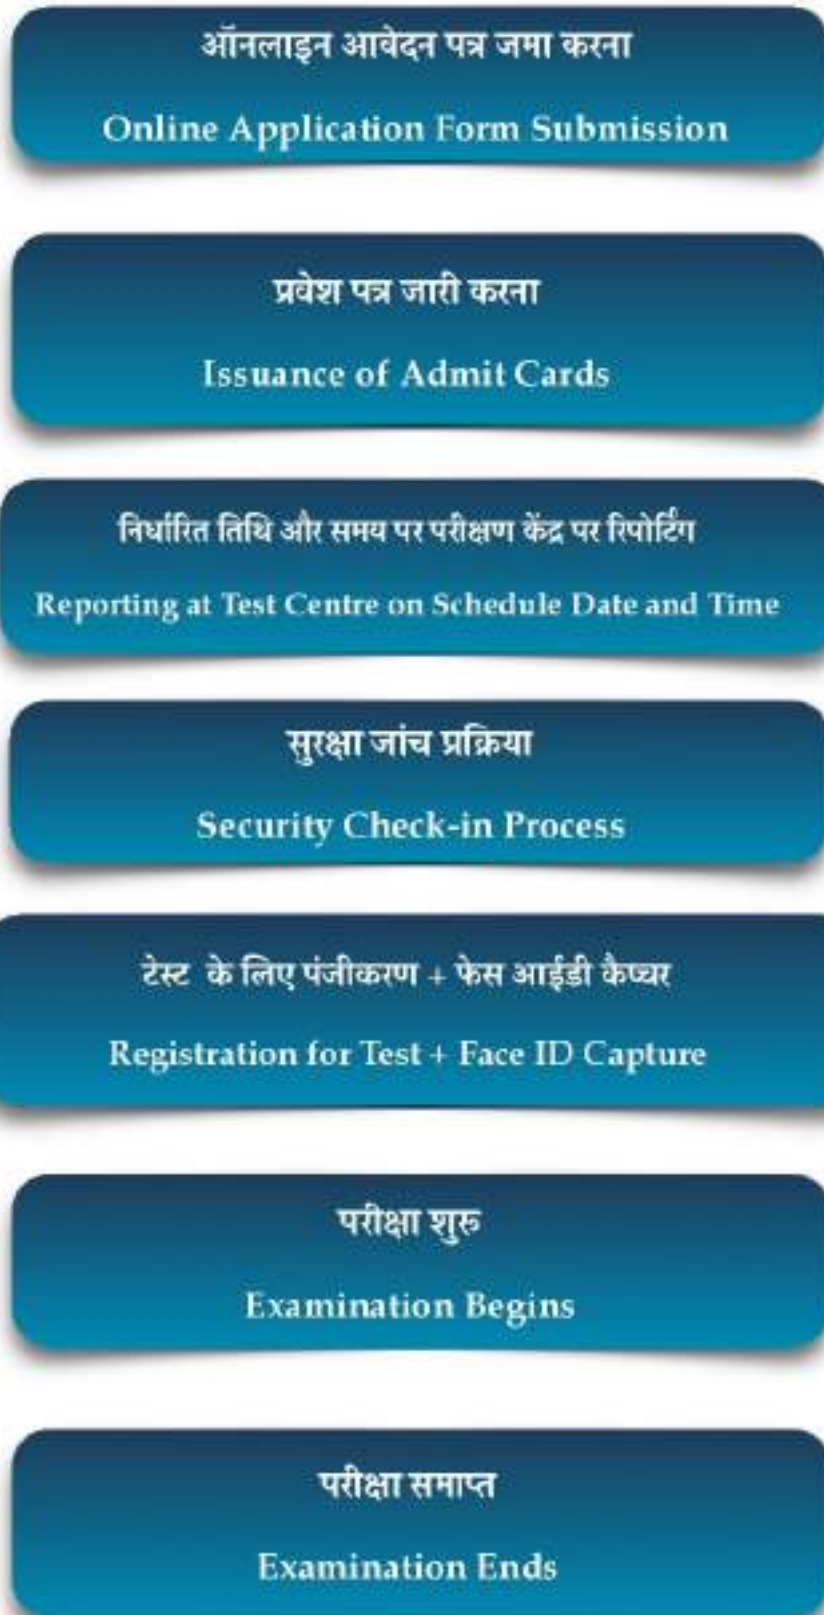 ऑनलाइन आवेदन पत्र जमा करना
Online Application Form Submission
प्रवेश पत्र जारी करना
Issuance of Admit Cards
निर्धारित तिथि और समय पर परीक्षण केंद्र पर रिपोर्टिंग
Reporting at Test Centre on Schedule Date and Time
सुरक्षा जांच प्रक्रिया
Security Check-in Process
टेस्ट के लिए पंजीकरण + फेस आईडी कैप्चर
Registration for Test + Face ID Capture
परीक्षा शुरू
Examination Begins
परीक्षा समाप्त
Examination Ends